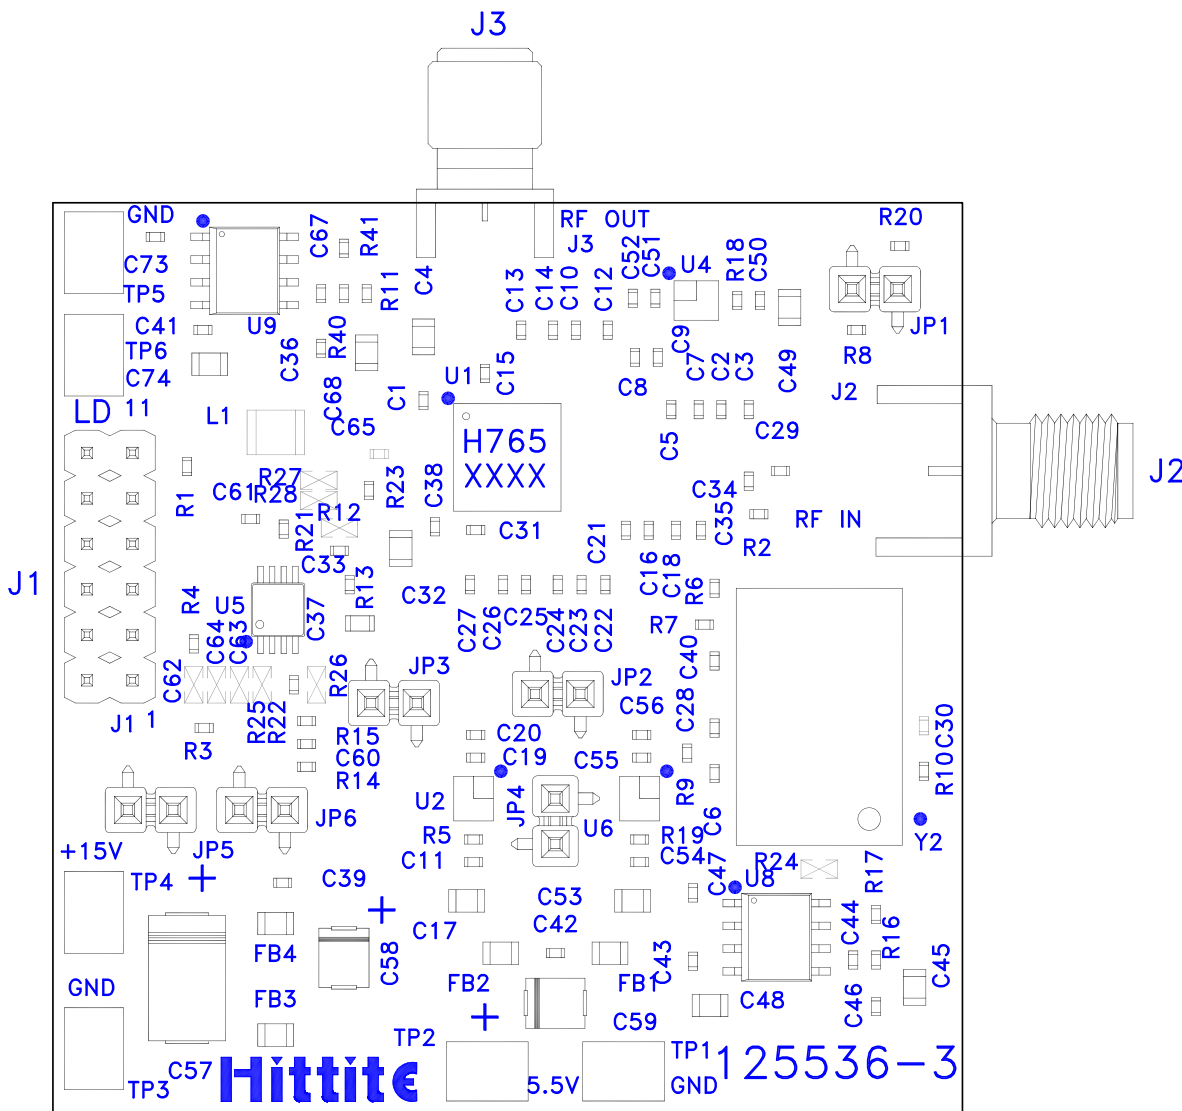 J3
GND
C67
R41
RF OUT
J3
R20
C73
TP5
R11
C4
C13
C14
C10
C12
C52
C51
U4
R18
C50
C41
U9
JP1
TP6
C36
R40
C74
C15
C9
C8
C7
C2
C3
C49
R8
J2
LD 11
L1
C68
C65
C1
U1
H765
XXXX
C5
C29
J2
R1
C61
R27
R28
R12
R21
R23
C38
C31
C34
C35
RF IN
R2
C33
C21
C16
C18
J1
R4
U5
C64
C63
C37
R13
C32
C27
C26
C25
C24
C23
C22
R6
R7
C40
C62
R26
JP3
JP2
C56
C28
J1 1
R3
R25
R22
R15
C60
R14
C20
C19
C55
R9
C30
R10
U2
JP4
U6
C6
JP5
JP6
R5
C11
R19
C54
Y2
+15V
TP4
+
C39
+
C17
C53
C42
C47
U8
R24
R17
C44
R16
FB4
C58
FB2
FB1
C43
C45
GND
FB3
+
C59
C48
C46
TP2
TP1
125536-3
TP3
C57
Hittite
5.5V
GND